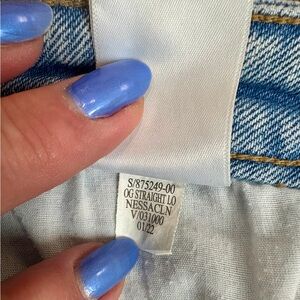 S/875249-00
OG STRAIGHT LO
NESSACLN
V/031000
01/22